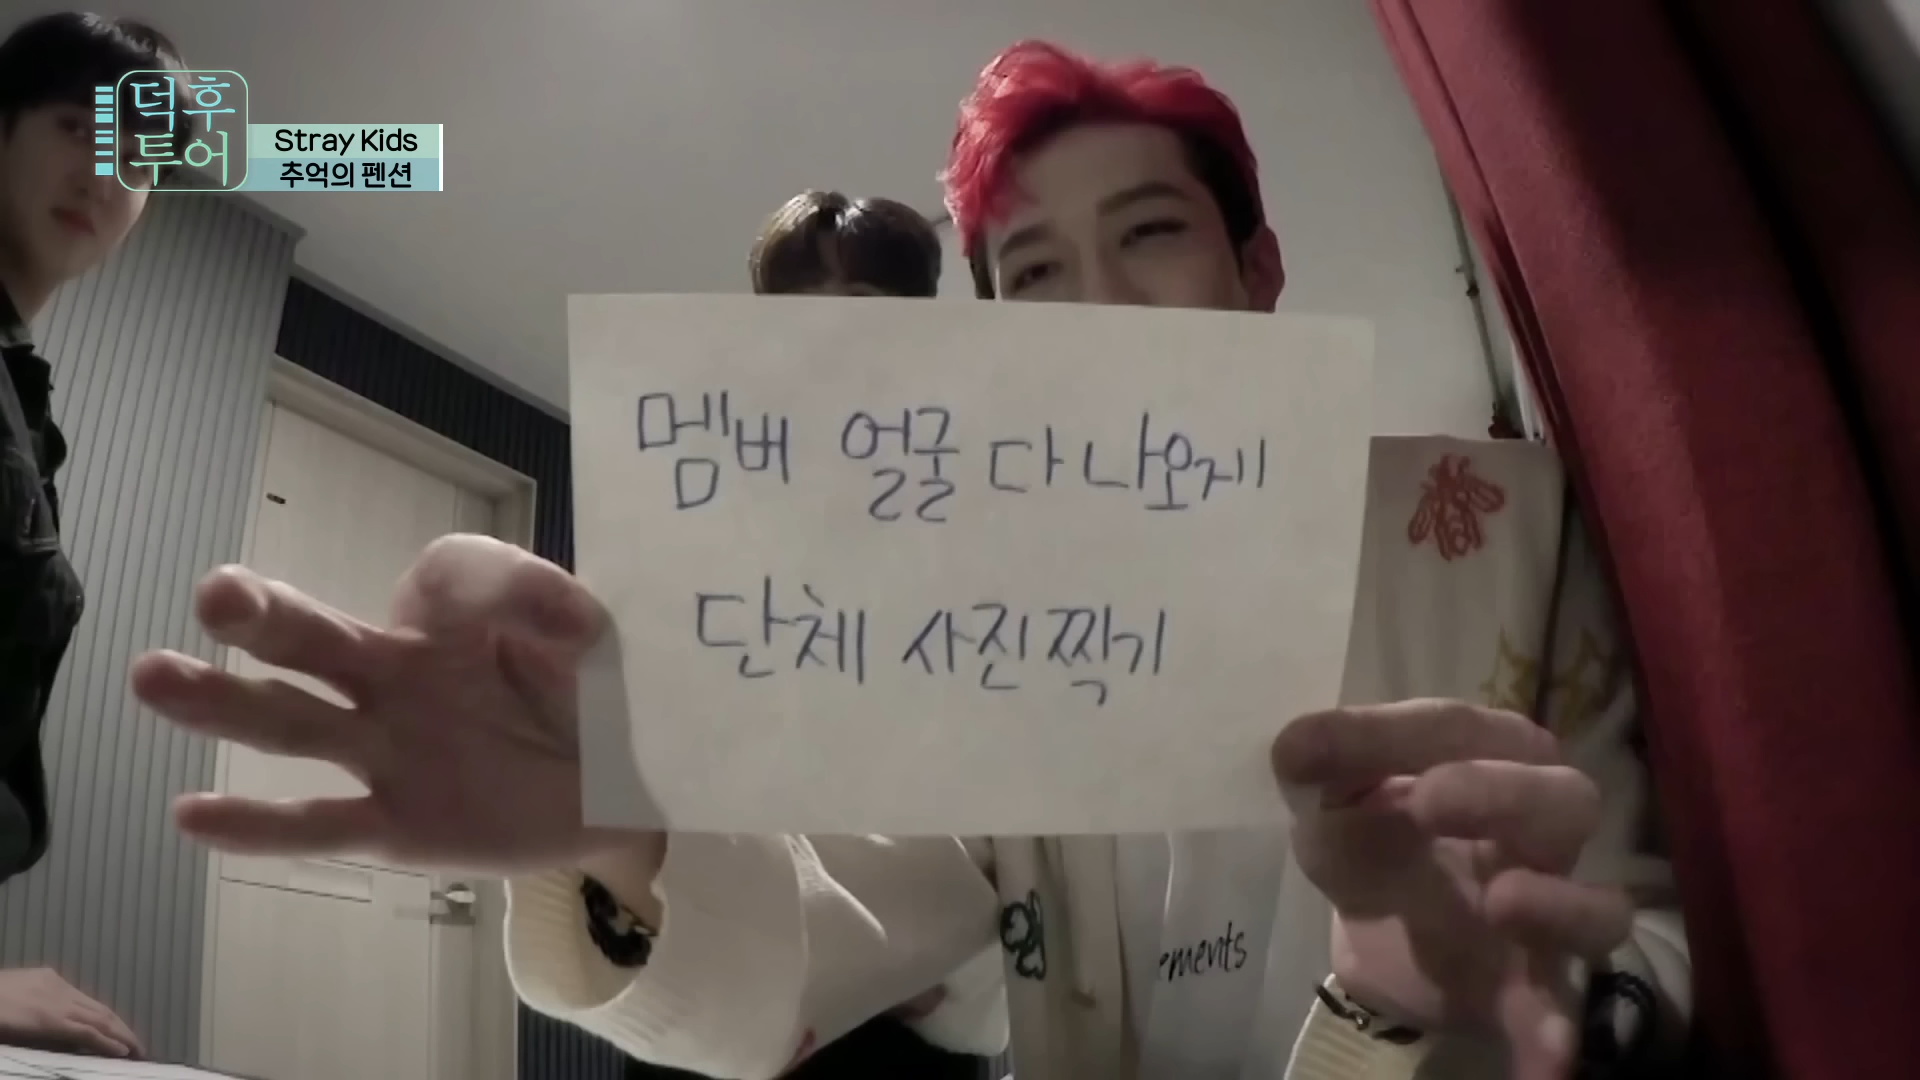 덕후
투어
Stray Kids
추억의 펜션
멤버 얼굴 다 나오게
단체 사진 찍기
ements